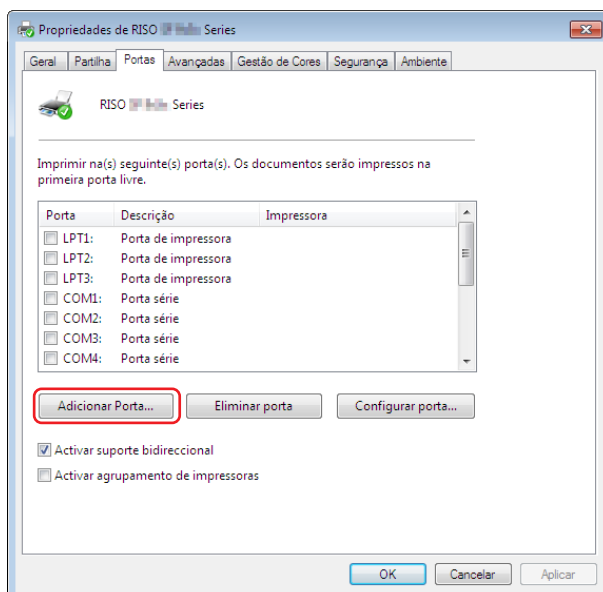 Propriedades de RISO Series
Geral Partilha Portas Avançadas Gestão de Cores Segurança Ambiente
RISO Series
Imprimir na(s) seguinte(s) porta(s). Os documentos serão impressos na
primeira porta livre.
Porta Descrição Impressora
LPT1: Porta de impressora
LPT2: Porta de impressora
LPT3: Porta de impressora
COM1: Porta série
COM2: Porta série
COM3: Porta série
COM4: Porta série
Adicionar Porta... Eliminar porta Configurar porta...
Activar suporte bidireccional
Activar agrupamento de impressoras
OK Cancelar Aplicar